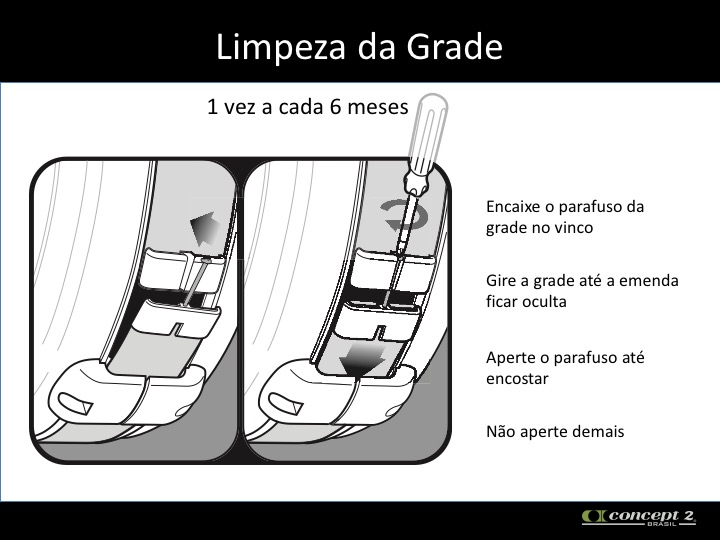 Limpeza da Grade
1 vez a cada 6 meses
Encaixe o parafuso da
grade no vinco
Gire a grade até a emenda
ficar oculta
Aperte o parafuso até
encostar
Não aperte demais
concept 2
BRASIL